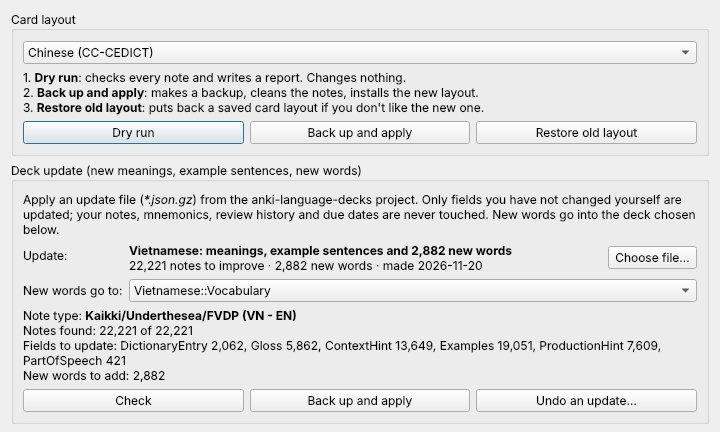 Card layout
Chinese (CC-CEDICT)
1. Dry run: checks every note and writes a report. Changes nothing.
2. Back up and apply: makes a backup, cleans the notes, installs the new layout.
3. Restore old layout: puts back a saved card layout if you don't like the new one.
Dry run Back up and apply Restore old layout
Deck update (new meanings, example sentences, new words)
Apply an update file (*.json.gz) from the anki-language-decks project. Only fields you have not changed yourself are
updated; your notes, mnemonics, review history and due dates are never touched. New words go into the deck chosen
below.
Update: Vietnamese: meanings, example sentences and 2,882 new words
22,221 notes to improve · 2,882 new words · made 2026-11-20
Choose file...
New words go to: Vietnamese::Vocabulary
Note type: Kaikki/Underthesea/FVDP (VN - EN)
Notes found: 22,221 of 22,221
Fields to update: DictionaryEntry 2,062, Gloss 5,862, ContextHint 13,649, Examples 19,051, ProductionHint 7,609,
PartOfSpeech 421
New words to add: 2,882
Check Back up and apply Undo an update...